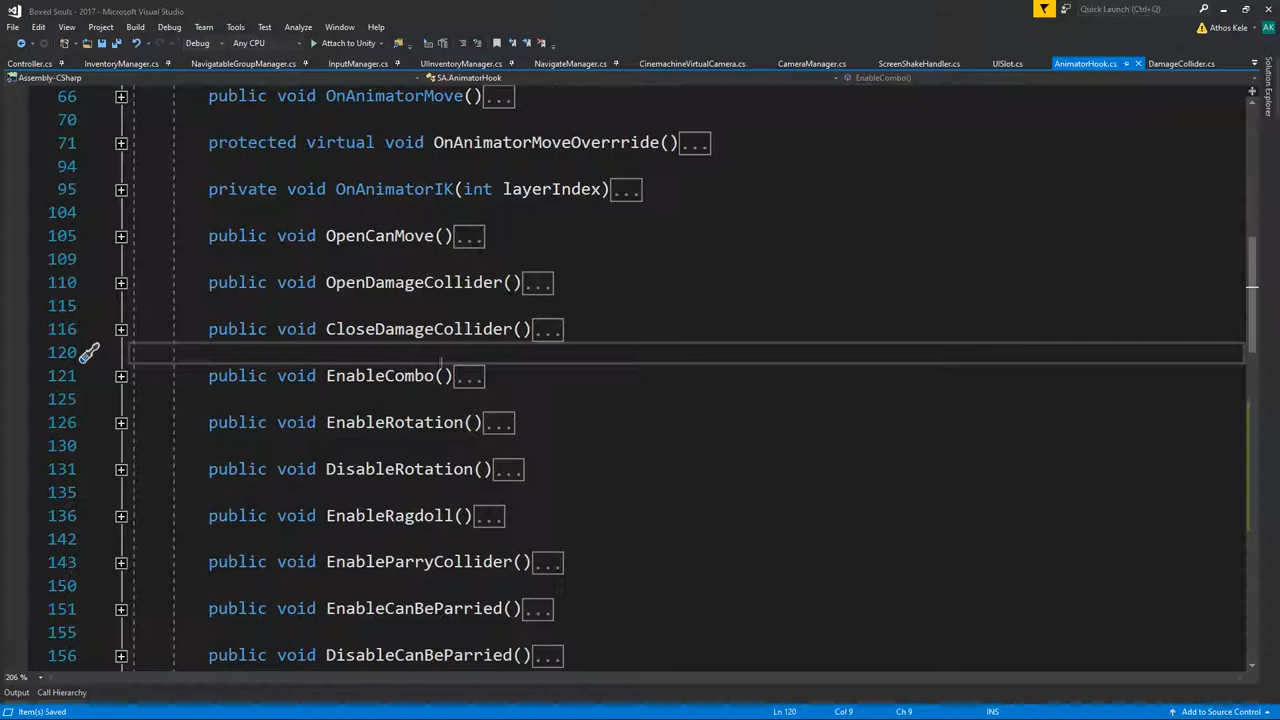 Boxed Souls - 2017 - Microsoft Visual Studio
Quick Launch (Ctrl+Q)
File Edit View Project Build Debug Team Tools Test Analyze Window Help
Athos Kele AK
Debug Any CPU Attach to Unity
Controller.cs InventoryManager.cs NavigatableGroupManager.cs InputManager.cs UIInventoryManager.cs NavigateManager.cs CinemachineVirtualCamera.cs CameraManager.cs ScreenShakeHandler.cs UISlot.cs AnimatorHook.cs DamageCollider.cs
Assembly-CSharp SA.AnimatorHook EnableCombo()
Solution Explorer
66 public void OnAnimatorMove()...
70
71 protected virtual void OnAnimatorMoveOverrride()...
94
95 private void OnAnimatorIK(int layerIndex)...
104
105 public void OpenCanMove()...
109
110 public void OpenDamageCollider()...
115
116 public void CloseDamageCollider()...
120
121 public void EnableCombo()...
125
126 public void EnableRotation()...
130
131 public void DisableRotation()...
135
136 public void EnableRagdoll()...
142
143 public void EnableParryCollider()...
150
151 public void EnableCanBeParried()...
155
156 public void DisableCanBeParried()...
206 %
Output Call Hierarchy
Item(s) Saved Ln 120 Col 9 Ch 9 INS Add to Source Control